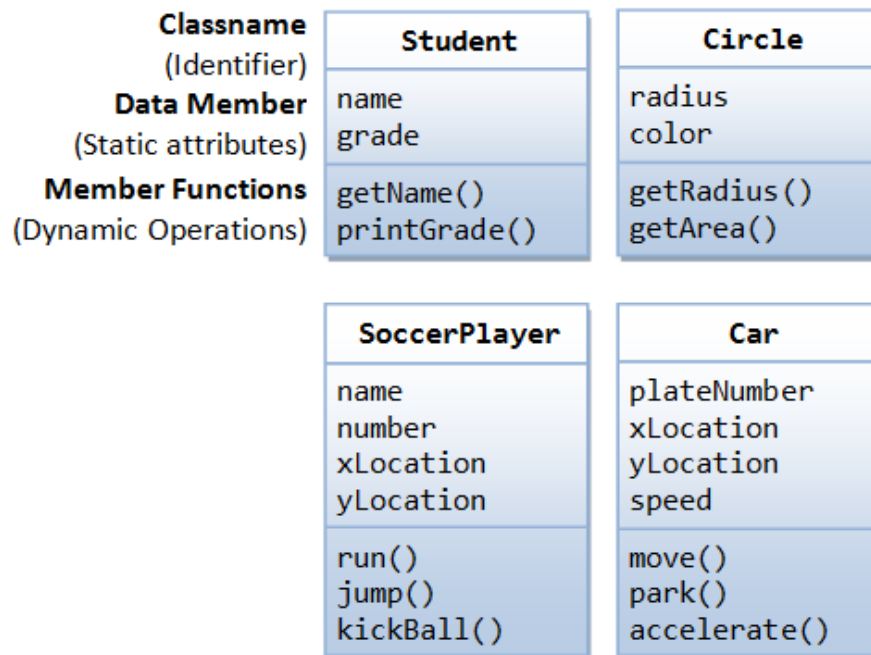 Classname
(Identifier)
Data Member
(Static attributes)
Member Functions
(Dynamic Operations)
Student
name
grade
getName()
printGrade()
Circle
radius
color
getRadius()
getArea()
SoccerPlayer
name
number
xLocation
yLocation
run()
jump()
kickBall()
Car
plateNumber
xLocation
yLocation
speed
move()
park()
accelerate()